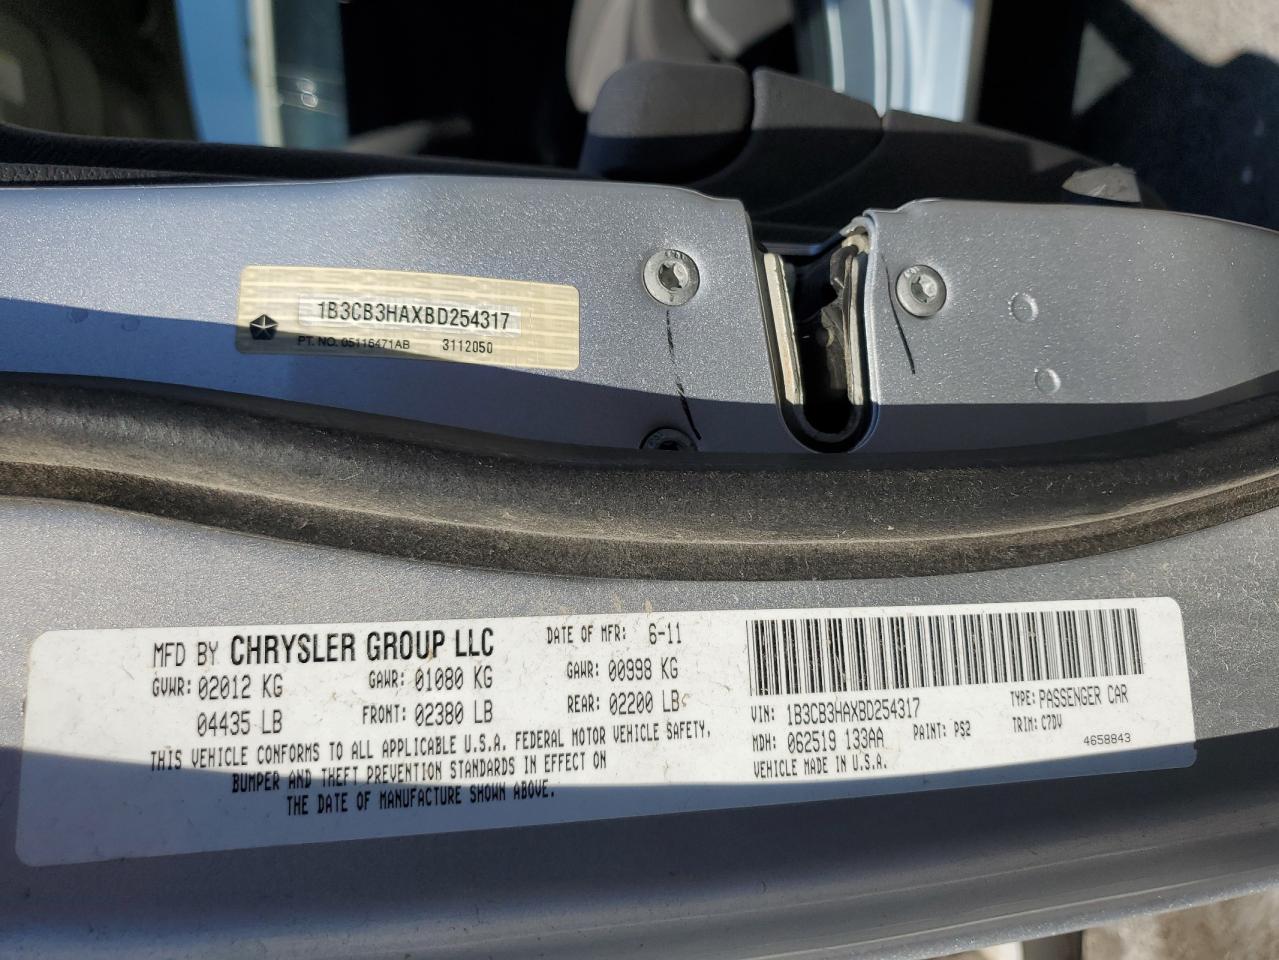 1B3CB3HAXBD254317
PT. NO. 05116471AB 3112050
MFD BY CHRYSLER GROUP LLC DATE OF MFR: 6-11
GVWR: 02012 KG GAWR: 01080 KG GAWR: 00998 KG
04435 LB FRONT: 02380 LB REAR: 02200 LB
THIS VEHICLE CONFORMS TO ALL APPLICABLE U.S.A. FEDERAL MOTOR VEHICLE SAFETY,
BUMPER AND THEFT PREVENTION STANDARDS IN EFFECT ON
THE DATE OF MANUFACTURE SHOWN ABOVE.
VIN: 1B3CB3HAXBD254317 TYPE: PASSENGER CAR
MDH: 062519 133AA PAINT: PS2 TRIM: C7DV
VEHICLE MADE IN U.S.A. 4658843